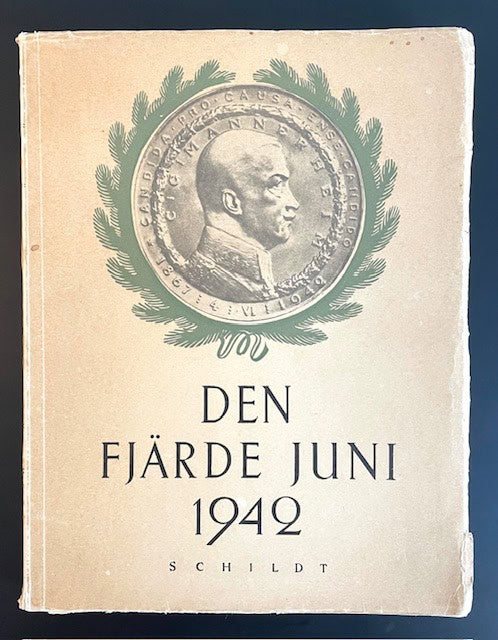 CANDIDA · PRO · CAUSA · ENSE · CANDIDO
C·G·E· MANNERHEIM
1867 · 4 · VI · 1942
DEN
FJÄRDE JUNI
1942
SCHILDT